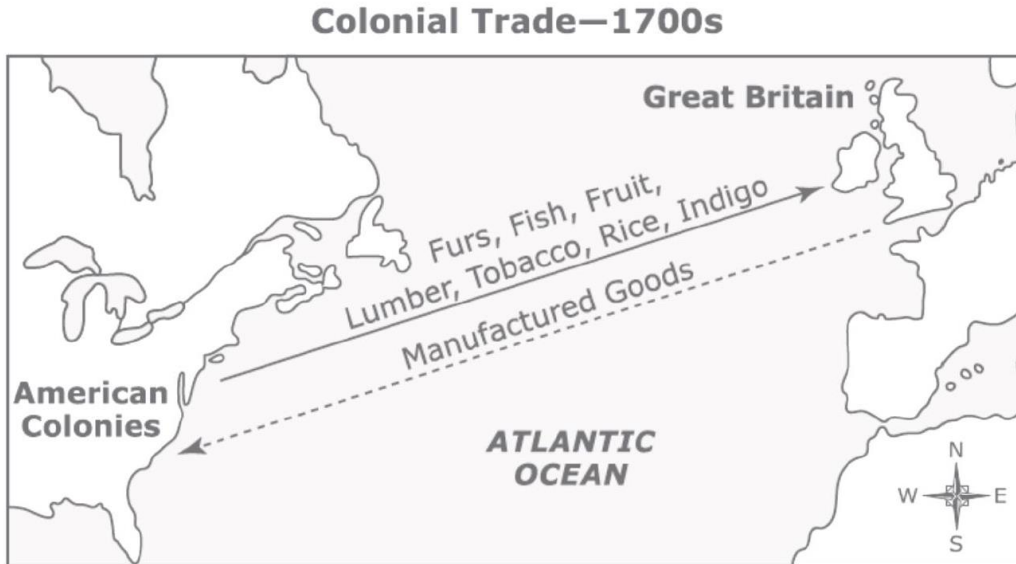 Colonial Trade—1700s
Great Britain
Furs, Fish, Fruit,
Lumber, Tobacco, Rice, Indigo
Manufactured Goods
American
Colonies
ATLANTIC
OCEAN
N
W E
S